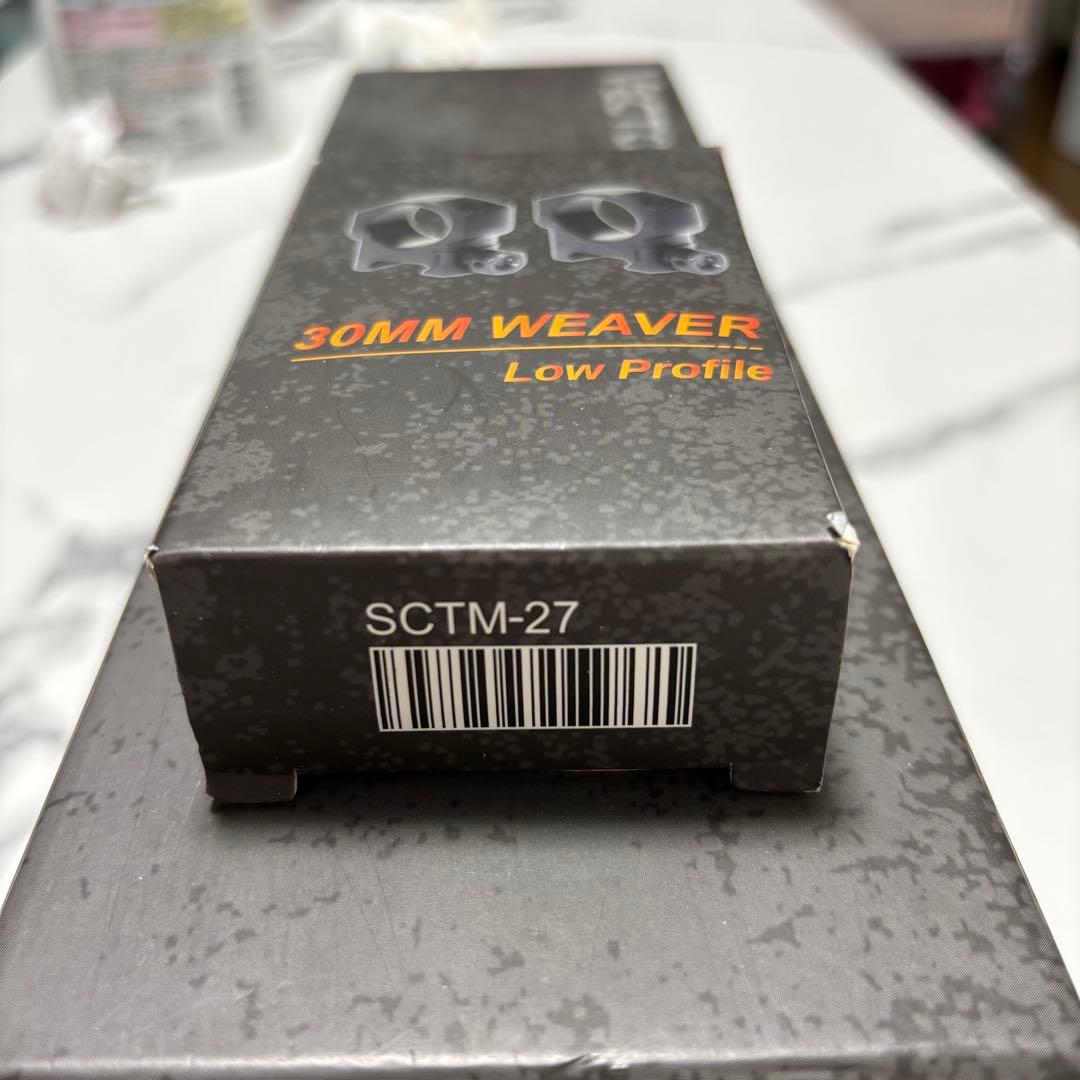 30MM WEAVER
Low Profile
SCTM-27